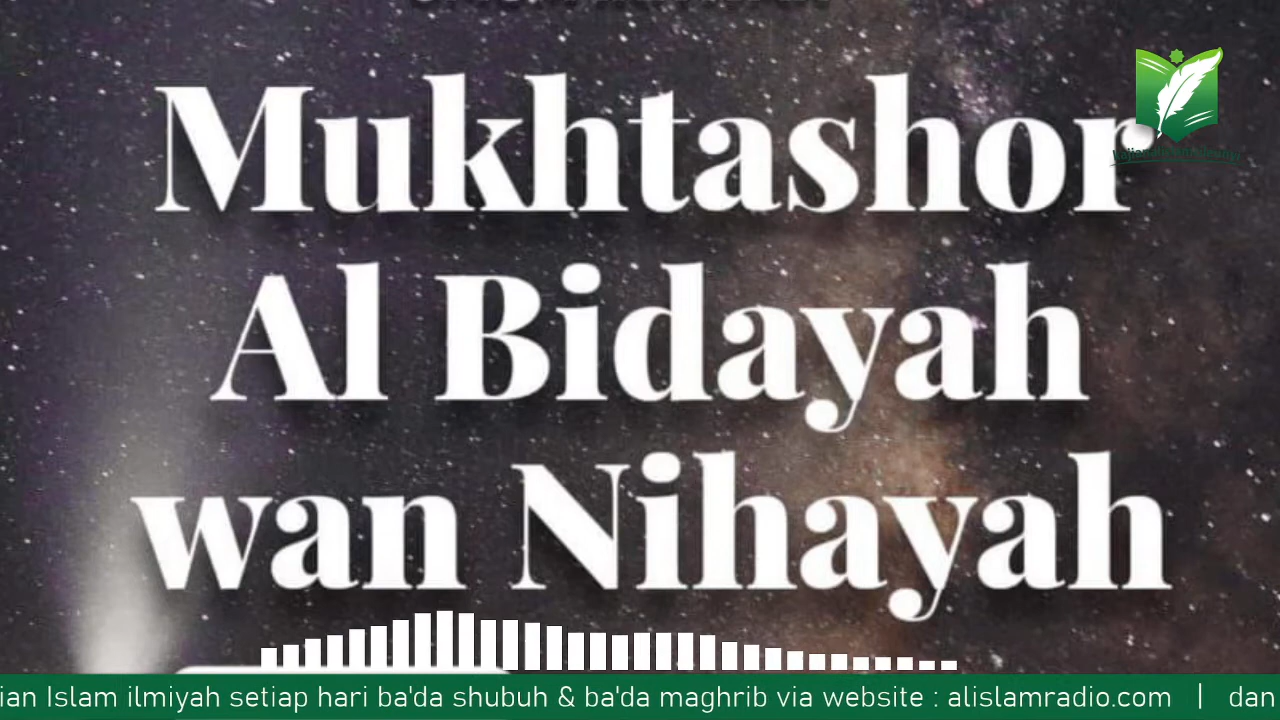 Mukhtashor
Al Bidayah
wan Nihayah
ian Islam ilmiyah setiap hari ba'da shubuh & ba'da maghrib via website : alislamradio.com | dan